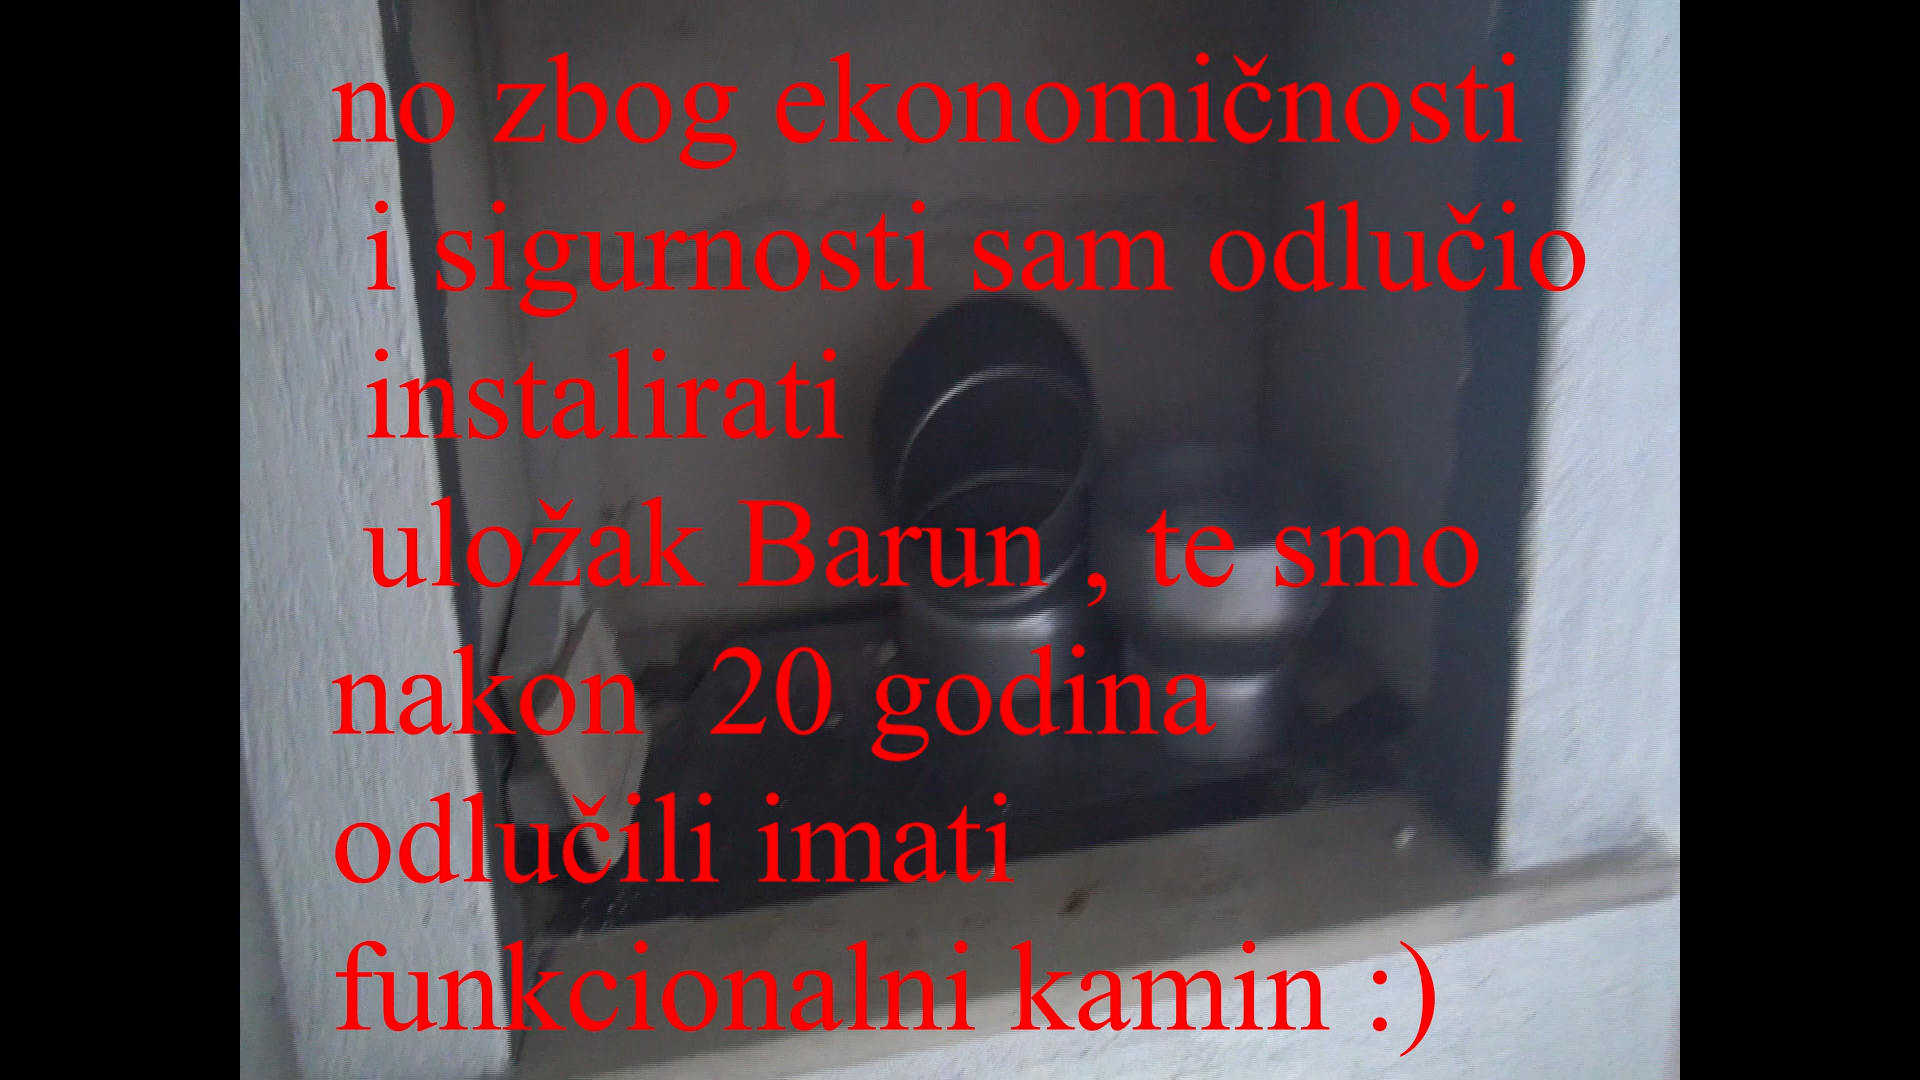 no zbog ekonomičnosti
i sigurnosti sam odlučio
instalirati
uložak Barun , te smo
nakon 20 godina
odlučili imati
funkcionalni kamin :)